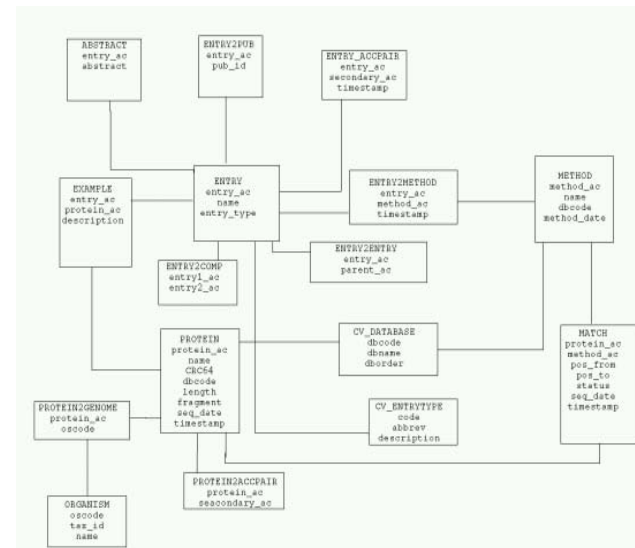 ABSTRACT
entry_ac
abstract
ENTRY2PUB
entry_ac
pub_id
ENTRY_ACCPAIR
entry_ac
secondary_ac
timestamp
EXAMPLE
entry_ac
protein_ac
description
ENTRY
entry_ac
name
entry_type
ENTRY2METHOD
entry_ac
method_ac
timestamp
METHOD
method_ac
name
dbcode
method_date
ENTRY2COMP
entry1_ac
entry2_ac
ENTRY2ENTRY
entry_ac
parent_ac
PROTEIN
protein_ac
name
CRC64
dbcode
length
fragment
seq_date
timestamp
CV_DATABASE
dbcode
dbname
dborder
MATCH
protein_ac
method_ac
pos_from
pos_to
status
seq_date
timestamp
PROTEIN2GENOME
protein_ac
oscode
CV_ENTRYTYPE
code
abbrev
description
PROTEIN2ACCPAIR
protein_ac
seacondary_ac
ORGANISM
oscode
tax_id
name